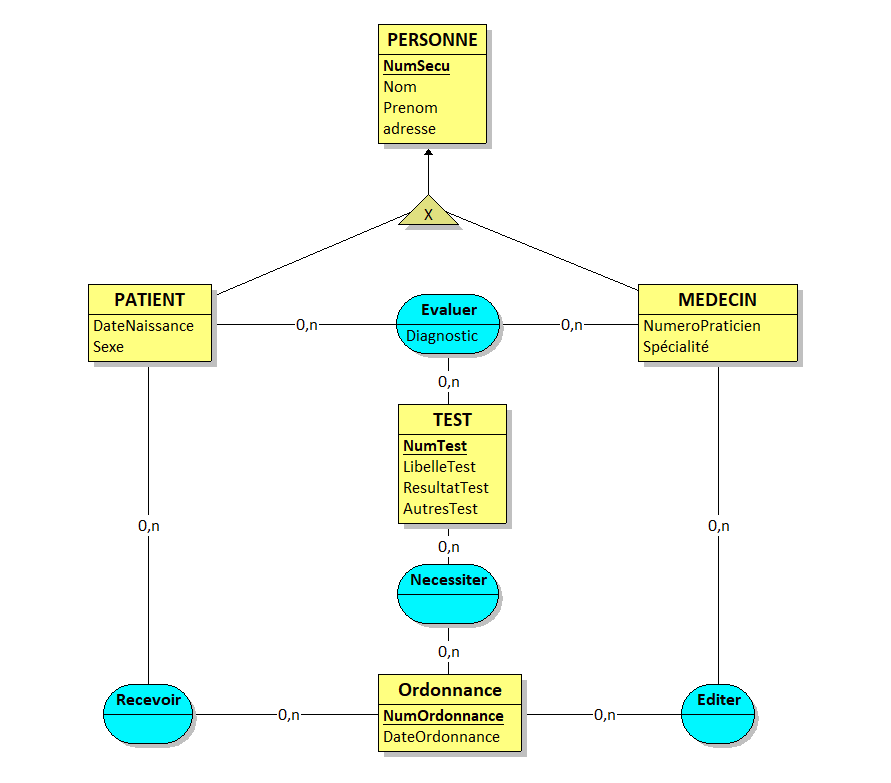 PERSONNE
NumSecu
Nom
Prenom
adresse
X
PATIENT
DateNaissance
Sexe
0,n
Evaluer
Diagnostic
0,n
MEDECIN
NumeroPraticien
Spécialité
0,n
TEST
NumTest
LibelleTest
ResultatTest
AutresTest
0,n
0,n
0,n
Necessiter
0,n
Recevoir
0,n
Ordonnance
NumOrdonnance
DateOrdonnance
0,n
Editer